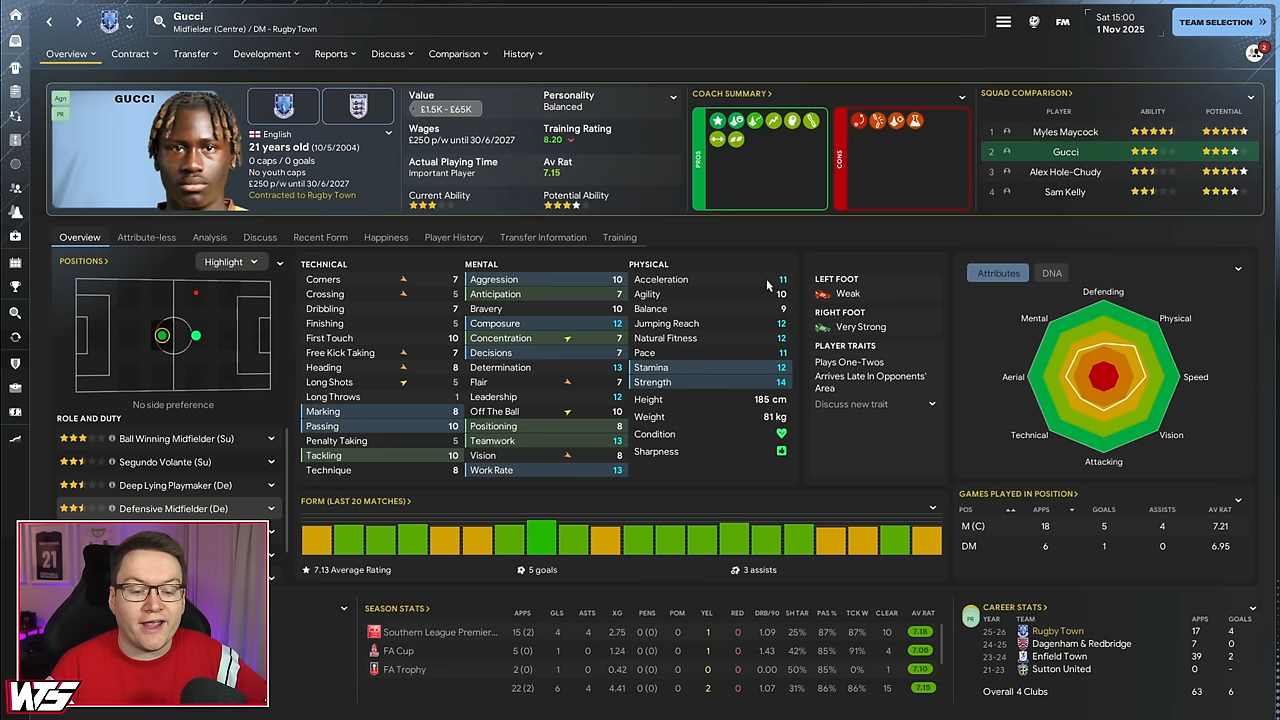 Gucci
Midfielder (Centre) / DM - Rugby Town
FM
Sat 15:00
1 Nov 2025
TEAM SELECTION
2
Overview
Contract
Transfer
Development
Reports
Discuss
Comparison
History
Agn
PR
GUCCI
English
21 years old (10/5/2004)
0 caps / 0 goals
No youth caps
£250 p/w until 30/6/2027
Contracted to Rugby Town
Value
£1.5K - £65K
Personality
Balanced
Wages
£250 p/w until 30/6/2027
Training Rating
8.20
Actual Playing Time
Important Player
Av Rat
7.15
Current Ability
Potential Ability
COACH SUMMARY >
PROS
CONS
SQUAD COMPARISON >
PLAYER ABILITY POTENTIAL
1 Myles Maycock
2 Gucci
3 Alex Hole-Chudy
4 Sam Kelly
Overview Attribute-less Analysis Discuss Recent Form Happiness Player History Transfer Information Training
POSITIONS >
Highlight
No side preference
ROLE AND DUTY
Ball Winning Midfielder (Su)
Segundo Volante (Su)
Deep Lying Playmaker (De)
Defensive Midfielder (De)
TECHNICAL
Corners 7
Crossing 5
Dribbling 7
Finishing 5
First Touch 10
Free Kick Taking 7
Heading 8
Long Shots 5
Long Throws 1
Marking 8
Passing 10
Penalty Taking 5
Tackling 10
Technique 8
MENTAL
Aggression 10
Anticipation 7
Bravery 10
Composure 12
Concentration 7
Decisions 7
Determination 13
Flair 7
Leadership 12
Off The Ball 10
Positioning 8
Teamwork 13
Vision 8
Work Rate 13
PHYSICAL
Acceleration 11
Agility 10
Balance 9
Jumping Reach 12
Natural Fitness 12
Pace 11
Stamina 12
Strength 14
Height 185 cm
Weight 81 kg
Condition
Sharpness
LEFT FOOT
Weak
RIGHT FOOT
Very Strong
PLAYER TRAITS
Plays One-Twos
Arrives Late In Opponents'
Area
Discuss new trait
Attributes DNA
Defending
Physical
Speed
Vision
Attacking
Technical
Aerial
Mental
FORM (LAST 20 MATCHES) >
7.13 Average Rating
5 goals
3 assists
GAMES PLAYED IN POSITION >
POS APPS GOALS ASSISTS AV RAT
M (C) 18 5 4 7.21
DM 6 1 0 6.95
SEASON STATS >
APPS GLS ASTS XG PENS POM YEL RED DRB/90 SH TAR PAS % TCK W CLEAR AV RAT
Southern League Premier... 15 (2) 4 4 2.75 0 (0) 0 1 0 1.09 25% 87% 87% 10 7.18
FA Cup 5 (0) 1 0 1.24 0 (0) 0 1 0 1.43 42% 85% 91% 4 7.06
FA Trophy 2 (0) 1 0 0.42 0 (0) 0 0 0 0.00 50% 85% 0% 1 7.10
22 (2) 6 4 4.41 0 (0) 0 2 0 1.07 31% 86% 86% 15 7.15
PR
CAREER STATS >
YEAR TEAM APPS GOALS
25-26 Rugby Town 17 4
24-25 Dagenham & Redbridge 7 0
23-24 Enfield Town 39 2
21-23 Sutton United 0 -
Overall 4 Clubs 63 6
21
WTS